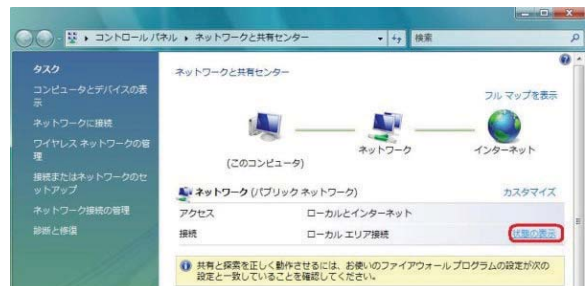 コントロール パネル ▸ ネットワークと共有センター
検索
タスク
コンピュータとデバイスの表
示
ネットワークに接続
ワイヤレス ネットワークの管
理
接続またはネットワークのセ
ットアップ
ネットワーク接続の管理
診断と修復
ネットワークと共有センター
フル マップを表示
(このコンピュータ)
ネットワーク
インターネット
ネットワーク (パブリック ネットワーク)
カスタマイズ
アクセス
ローカルとインターネット
接続
ローカル エリア接続
状態の表示
共有と探索を正しく動作させるには、お使いのファイアウォール プログラムの設定が次の
設定と一致していることを確認してください。